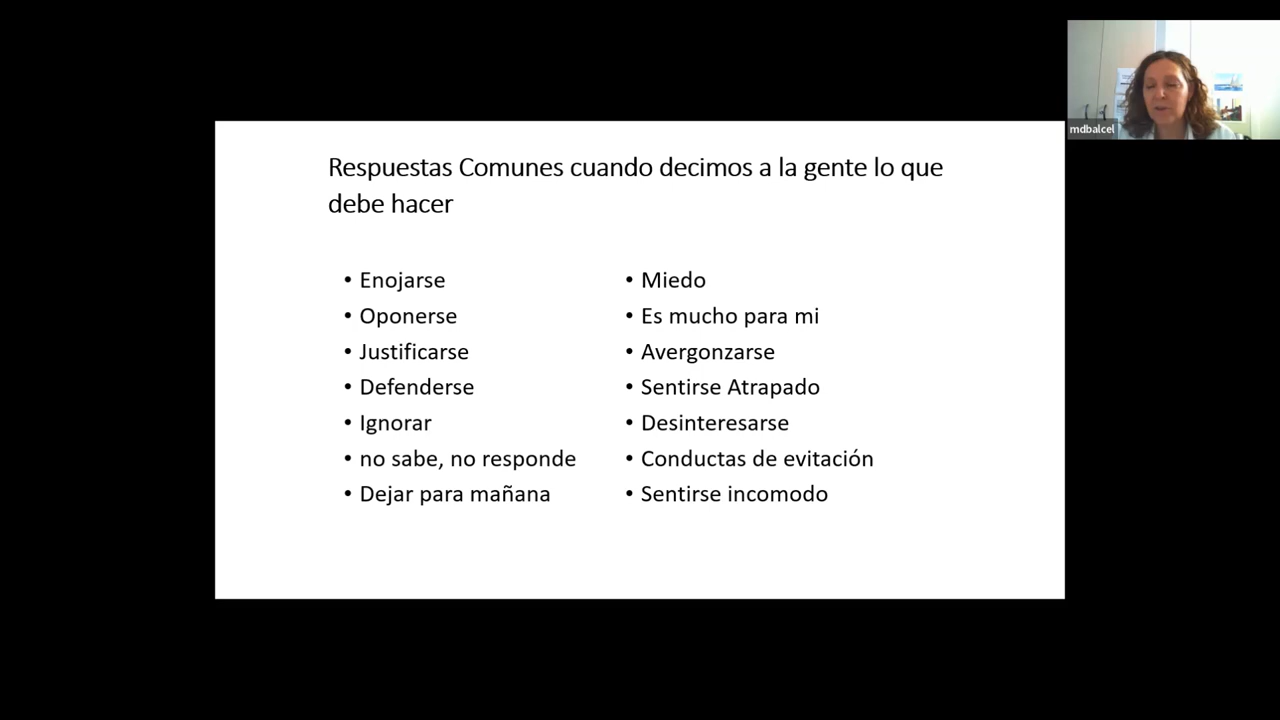 mdbalcel
Respuestas Comunes cuando decimos a la gente lo que
debe hacer
• Enojarse
• Oponerse
• Justificarse
• Defenderse
• Ignorar
• no sabe, no responde
• Dejar para mañana
• Miedo
• Es mucho para mi
• Avergonzarse
• Sentirse Atrapado
• Desinteresarse
• Conductas de evitación
• Sentirse incomodo